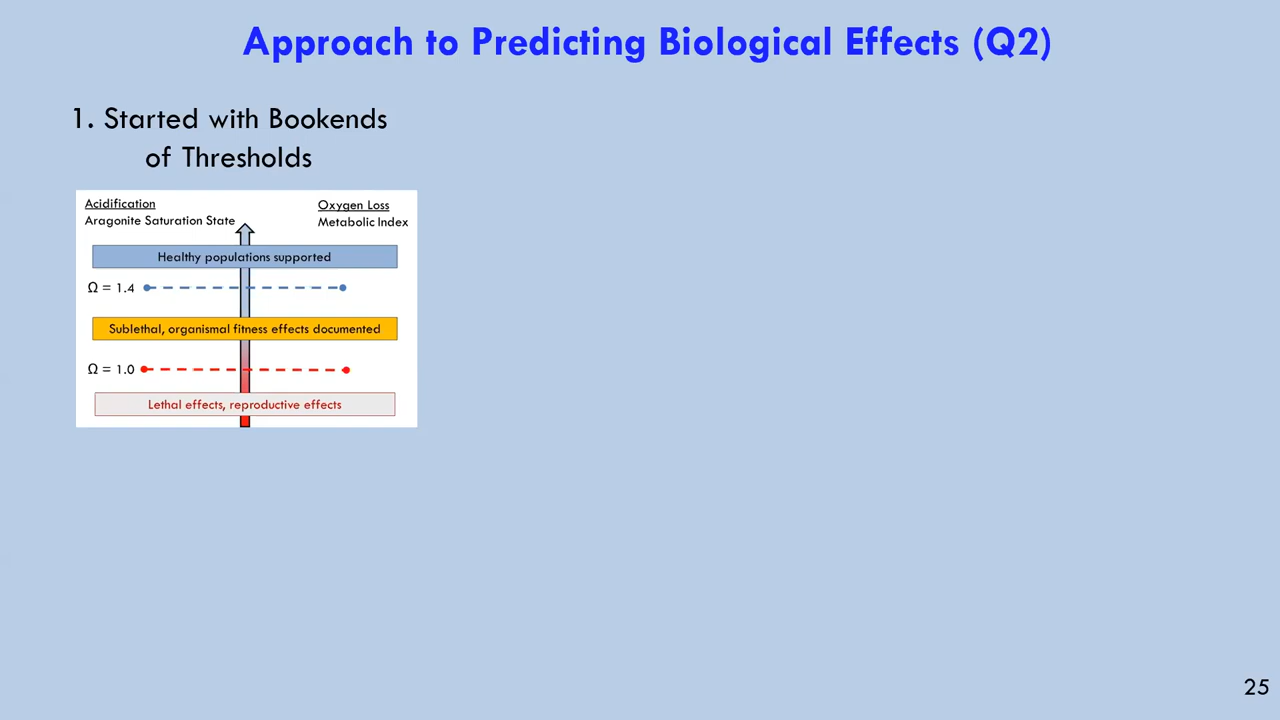 Approach to Predicting Biological Effects (Q2)
1. Started with Bookends
of Thresholds
Acidification
Aragonite Saturation State
Oxygen Loss
Metabolic Index
Healthy populations supported
Ω = 1.4
Sublethal, organismal fitness effects documented
Ω = 1.0
Lethal effects, reproductive effects
25